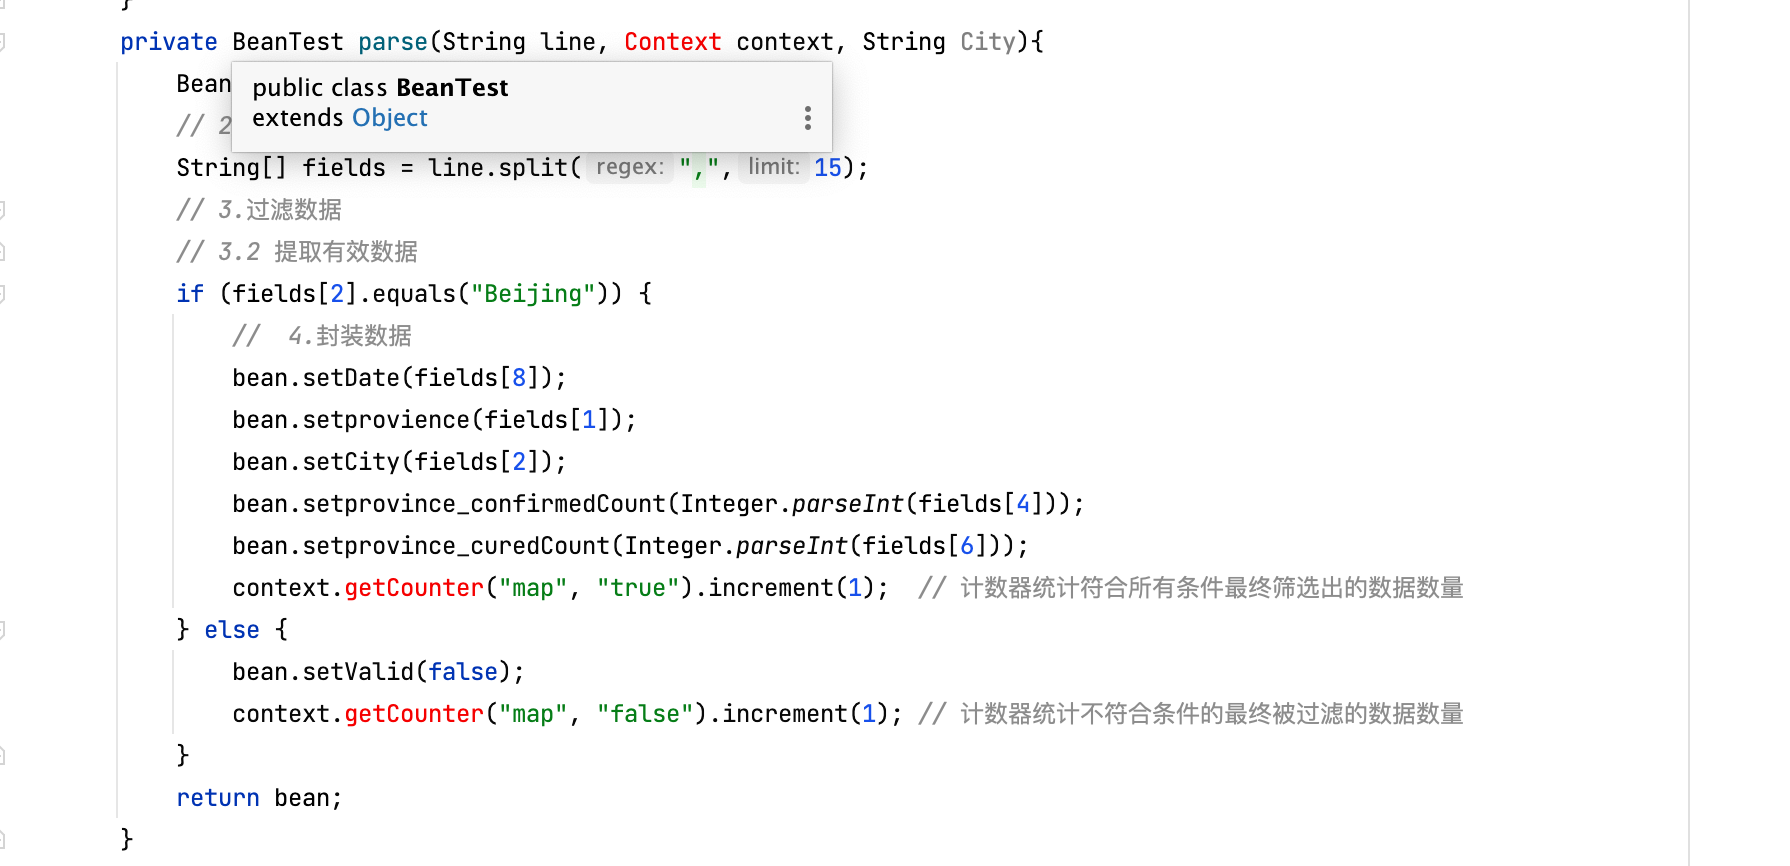 }
private BeanTest parse(String line, Context context, String City){
Bean
public class BeanTest
extends Object
// 2
String[] fields = line.split( regex: ",", limit: 15);
// 3.过滤数据
// 3.2 提取有效数据
if (fields[2].equals("Beijing")) {
//  4.封装数据
bean.setDate(fields[8]);
bean.setprovience(fields[1]);
bean.setCity(fields[2]);
bean.setprovince_confirmedCount(Integer.parseInt(fields[4]));
bean.setprovince_curedCount(Integer.parseInt(fields[6]));
context.getCounter("map", "true").increment(1);  // 计数器统计符合所有条件最终筛选出的数据数量
} else {
bean.setValid(false);
context.getCounter("map", "false").increment(1); // 计数器统计不符合条件的最终被过滤的数据数量
}
return bean;
}